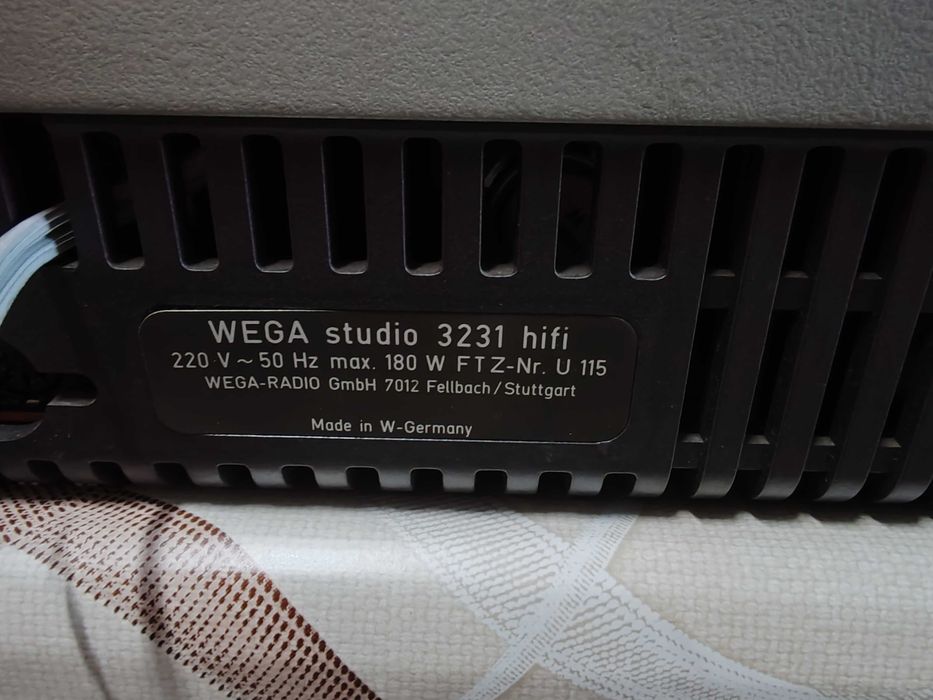 WEGA studio 3231 hifi
220 V ~ 50 Hz max. 180 W FTZ-Nr. U 115
WEGA-RADIO GmbH 7012 Fellbach/Stuttgart
Made in W-Germany